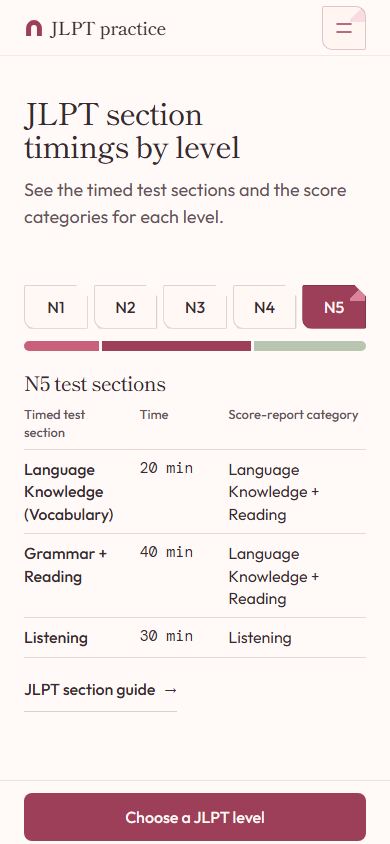 JLPT practice
JLPT section
timings by level
See the timed test sections and the score
categories for each level.
N1 N2 N3 N4 N5
N5 test sections
Timed test section Time Score-report category
Language Knowledge (Vocabulary) 20 min Language Knowledge + Reading
Grammar + Reading 40 min Language Knowledge + Reading
Listening 30 min Listening
JLPT section guide →
Choose a JLPT level